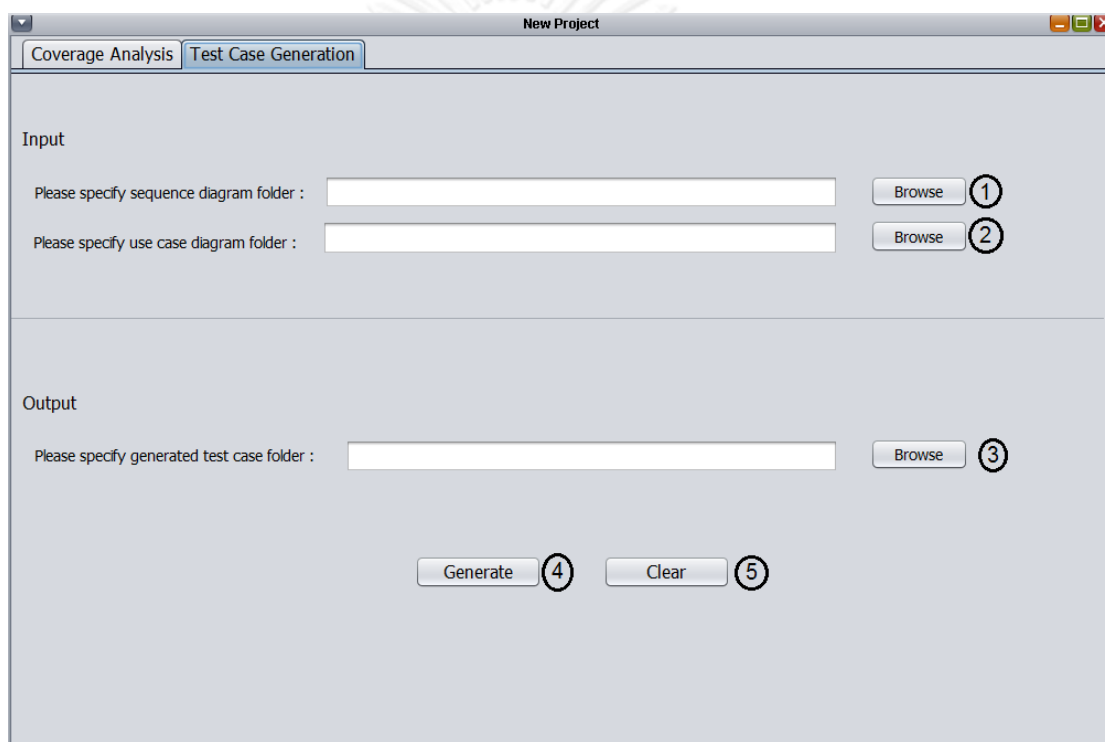 New Project
Coverage Analysis Test Case Generation
Input
Please specify sequence diagram folder : Browse 1
Please specify use case diagram folder : Browse 2
Output
Please specify generated test case folder : Browse 3
Generate 4 Clear 5